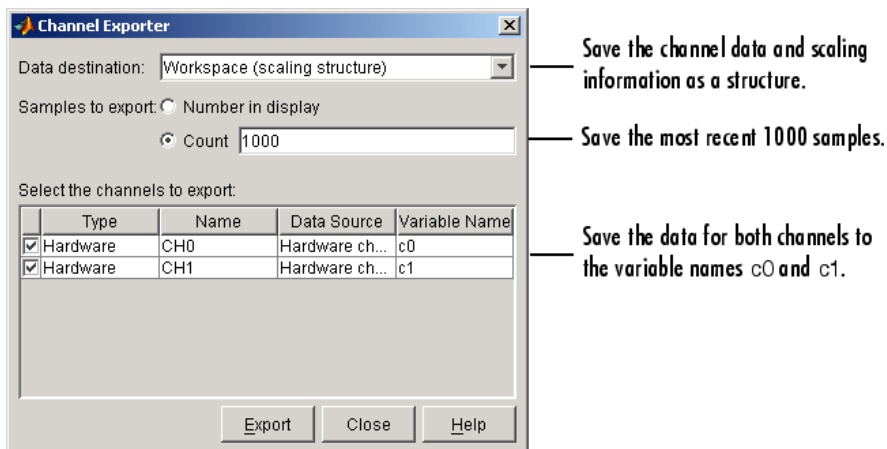 Channel Exporter
Data destination: Workspace (scaling structure)
Save the channel data and scaling
information as a structure.
Samples to export: Number in display
Count 1000
Save the most recent 1000 samples.
Select the channels to export:
Type Name Data Source Variable Name
Hardware CH0 Hardware ch... c0
Hardware CH1 Hardware ch... c1
Save the data for both channels to
the variable names c0 and c1.
Export Close Help